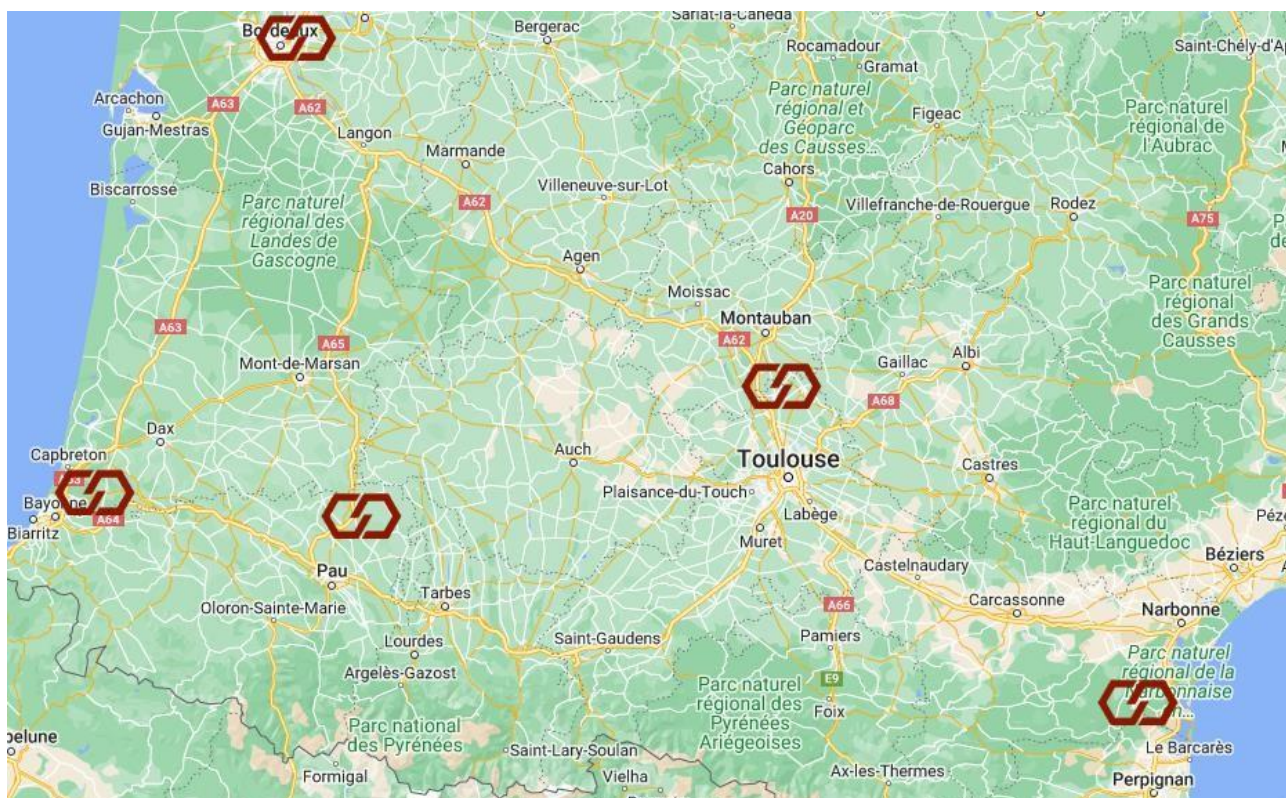 Sarlat-la-Canéda
Bergerac
Bordeaux
Rocamadour
Gramat
Saint-Chély-d'A
Arcachon
A63
A62
Gujan-Mestras
Langon
Parc naturel
régional et
Géoparc
des Causses...
Figeac
Parc naturel
régional de
l'Aubrac
Marmande
Cahors
Biscarrosse
Villeneuve-sur-Lot
A62
Parc naturel
régional des
Landes de
Gascogne
A20
Villefranche-de-Rouergue
Rodez
A75
Agen
Moissac
Parc naturel
régional
des Grands
Causses
A63
A65
A62
Montauban
Mont-de-Marsan
Gaillac
Albi
A68
Dax
Capbreton
Auch
Toulouse
Castres
Plaisance-du-Touch
Labège
Bayonne
A64
Biarritz
Muret
Parc naturel
régional du
Haut-Languedoc
Péze
Béziers
Pau
Castelnaudary
Tarbes
Oloron-Sainte-Marie
A66
Carcassonne
Narbonne
Lourdes
Saint-Gaudens
Pamiers
Argelès-Gazost
Parc naturel
régional de la
Narbonnaise
E9
Parc naturel
régional des
Pyrénées
Ariégeoises
Foix
Parc national
des Pyrénées
Saint-Lary-Soulan
Le Barcarès
pelune
Formigal
Vielha
Ax-les-Thermes
Perpignan